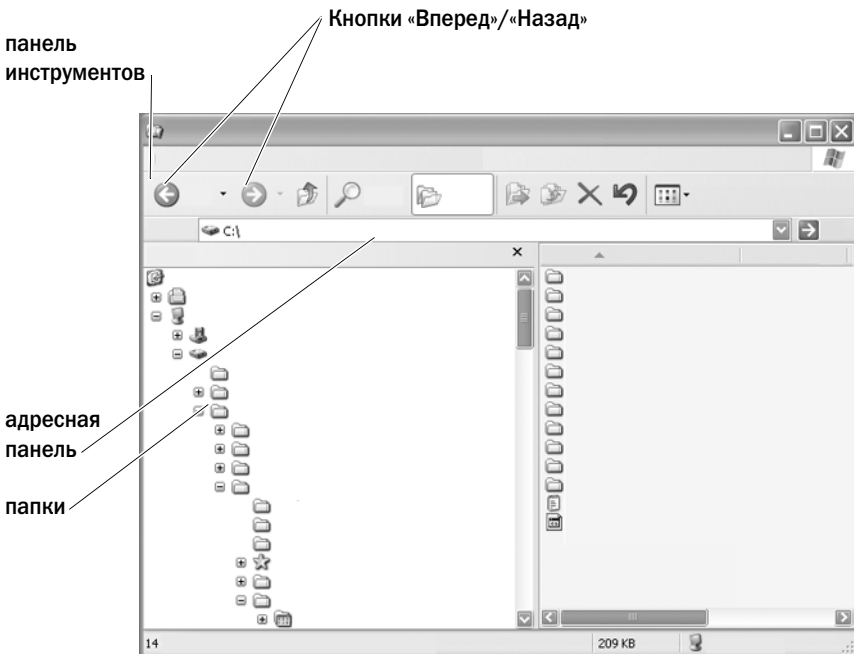 Кнопки «Вперед»/«Назад»
панель
инструментов
C:\
адресная
панель
папки
14
209 KB